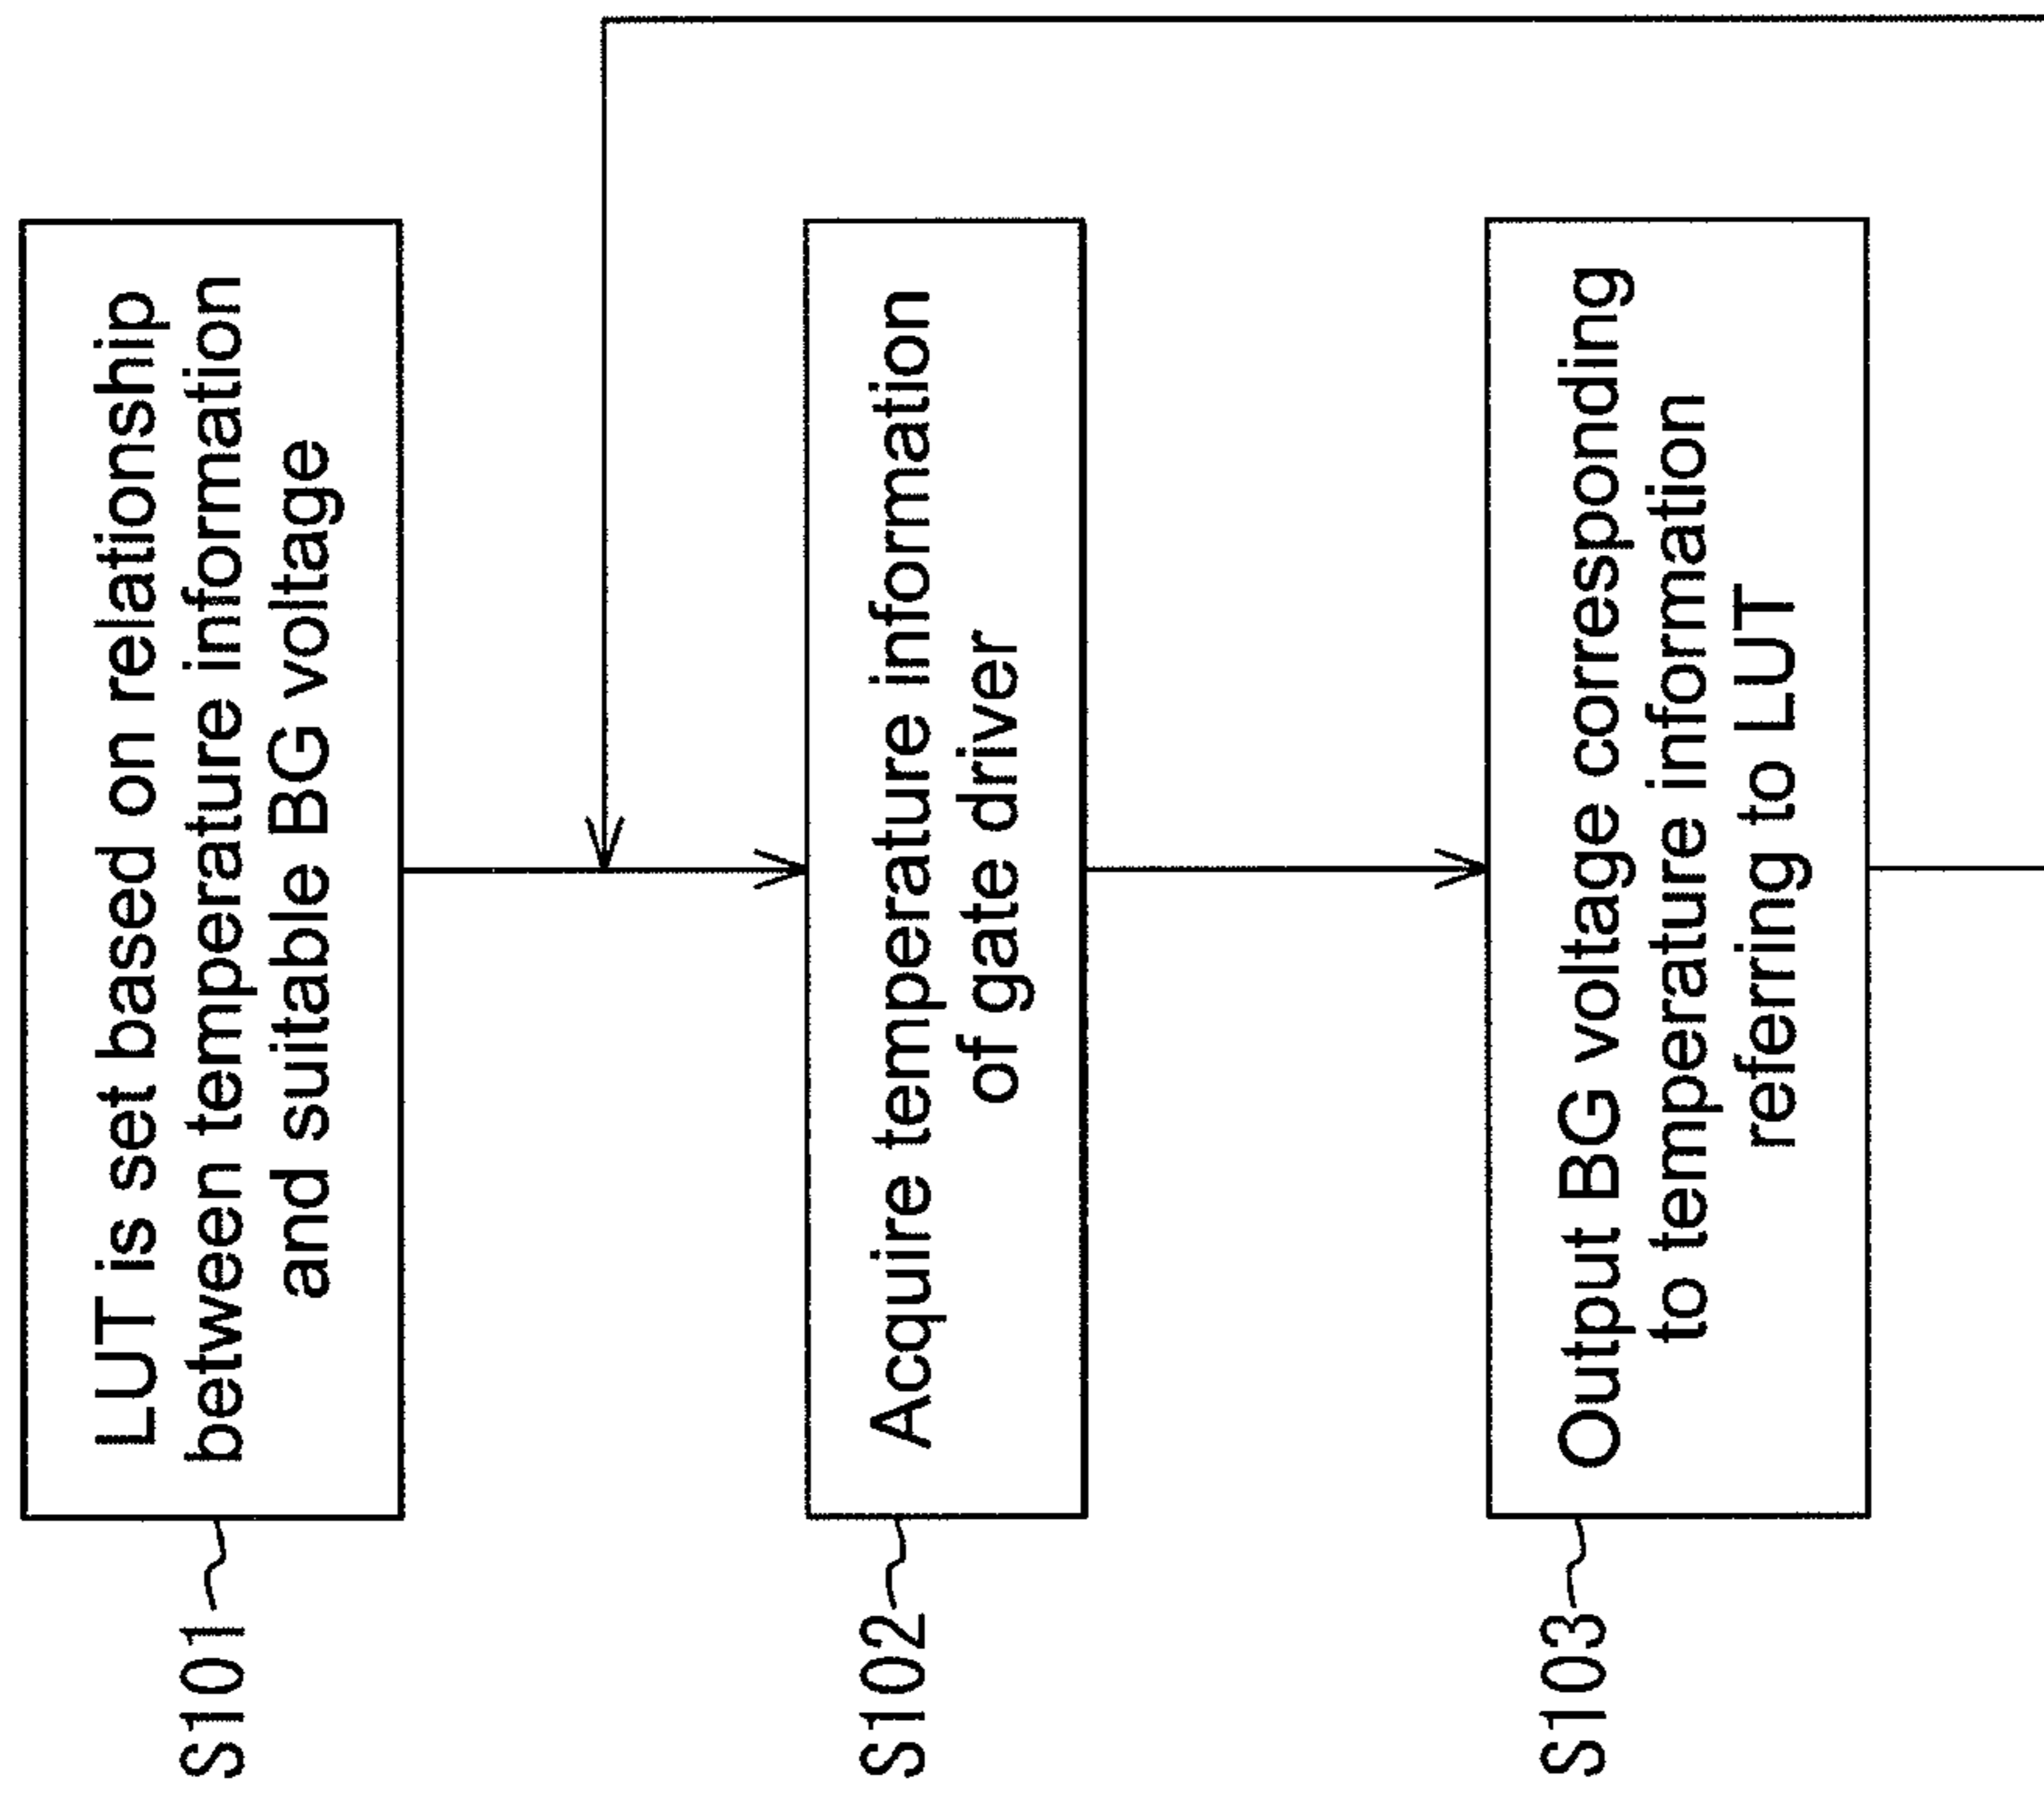 S101
LUT is set based on relationship
between temperature information
and suitable BG voltage
S102
Acquire temperature information
of gate driver
S103
Output BG voltage corresponding
to temperature information
referring to LUT